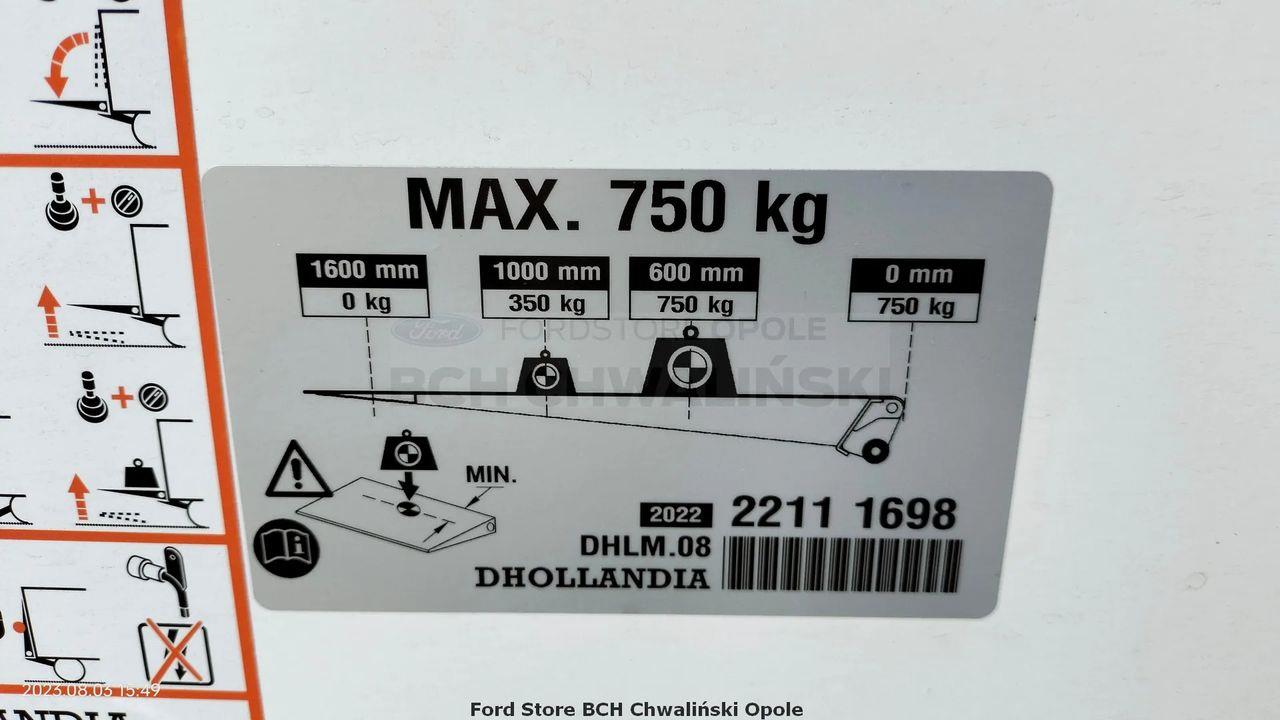 MAX. 750 kg
1600 mm
0 kg
1000 mm
350 kg
600 mm
750 kg
0 mm
750 kg
Ford FORDSTORE OPOLE
BCH CHWALIŃSKI
MIN.
2022 2211 1698
DHLM.08
DHOLLANDIA
2023.08.03 15:49
Ford Store BCH Chwaliński Opole